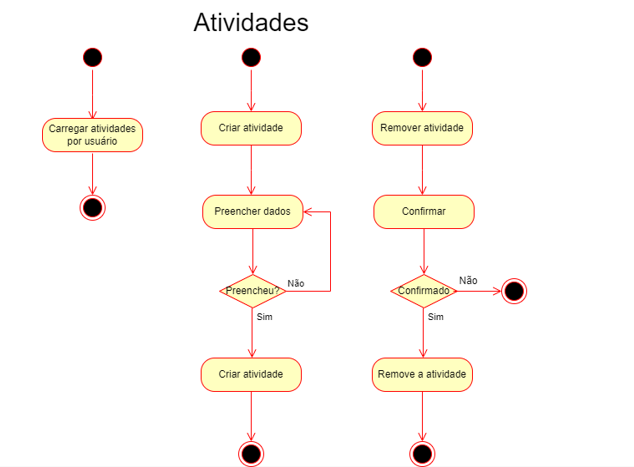 Atividades
Carregar atividades
por usuário
Criar atividade
Preencher dados
Preencheu?
Não
Sim
Criar atividade
Remover atividade
Confirmar
Confirmado
Não
Sim
Remove a atividade